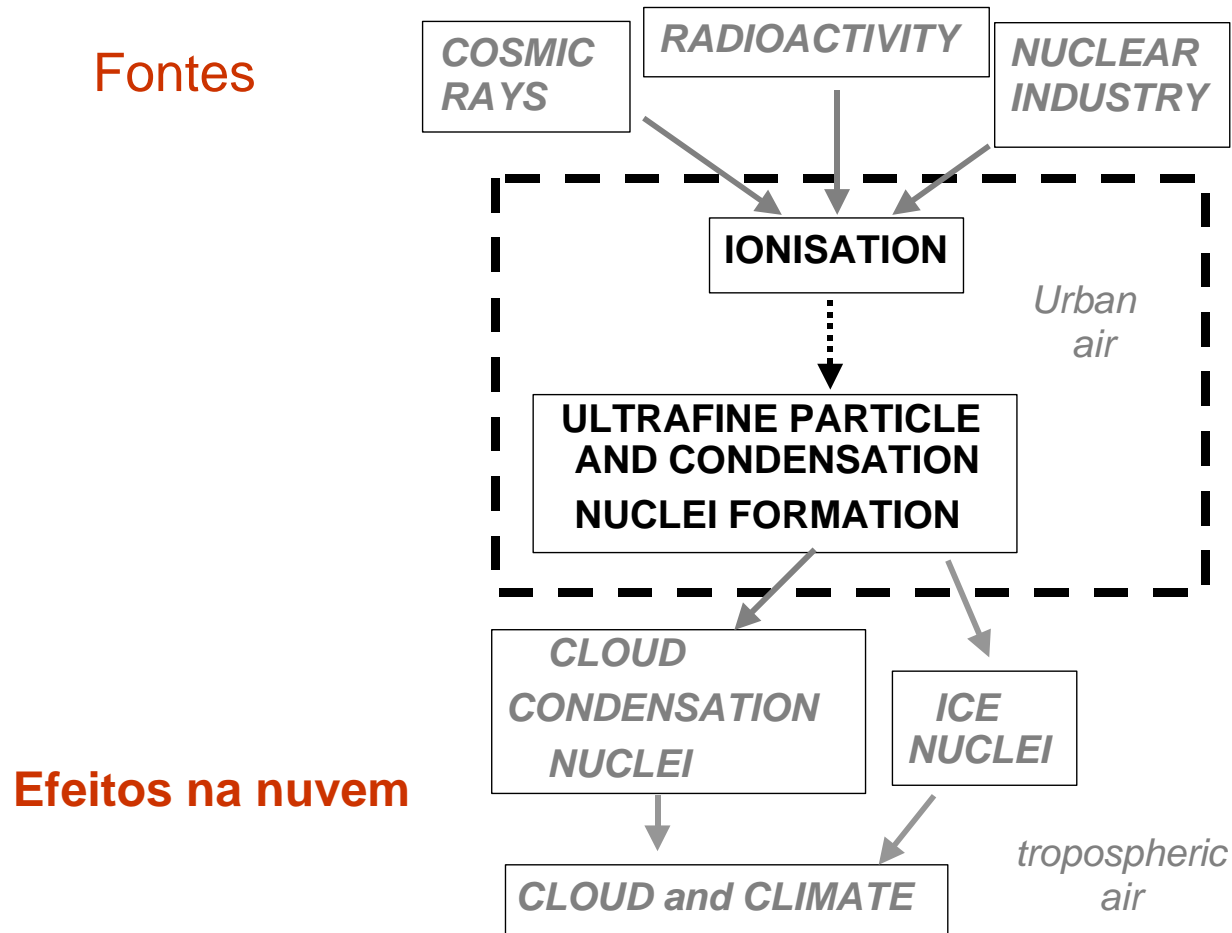 Fontes
COSMIC
RAYS
RADIOACTIVITY
NUCLEAR
INDUSTRY
IONISATION
Urban
air
ULTRAFINE PARTICLE
AND CONDENSATION
NUCLEI FORMATION
CLOUD
CONDENSATION
NUCLEI
ICE
NUCLEI
Efeitos na nuvem
CLOUD and CLIMATE
tropospheric
air